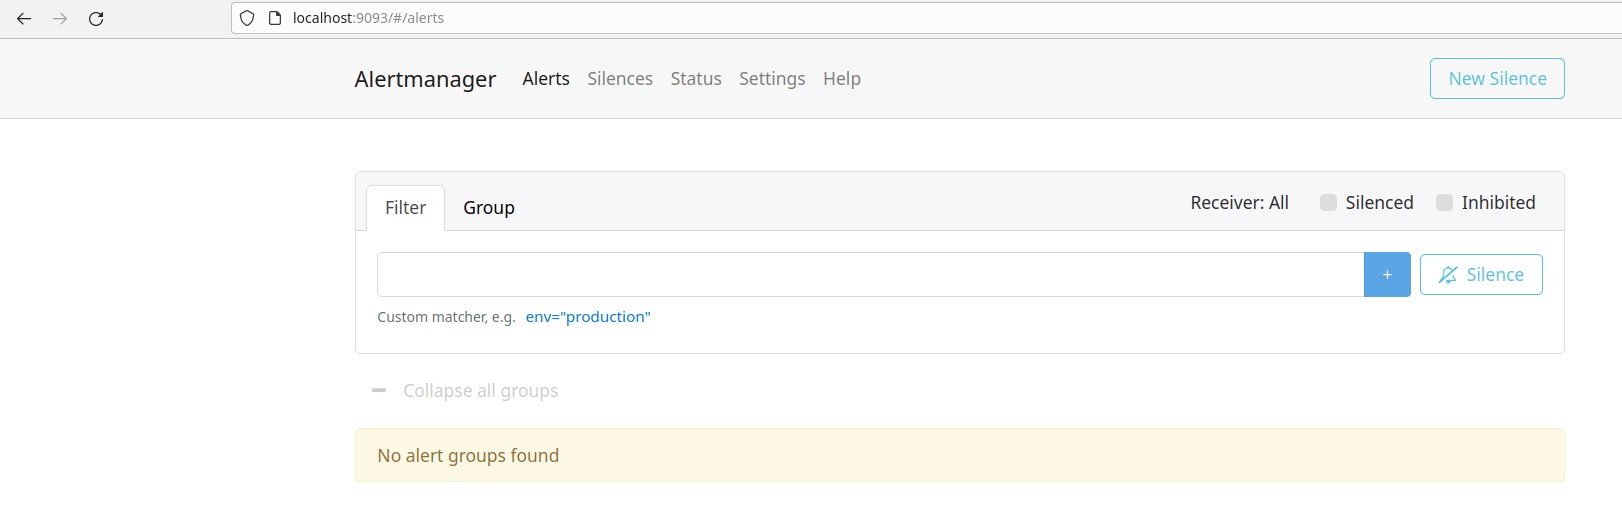 localhost:9093/#/alerts
Alertmanager Alerts Silences Status Settings Help New Silence
Filter Group Receiver: All Silenced Inhibited
+ Silence
Custom matcher, e.g. env="production"
Collapse all groups
No alert groups found